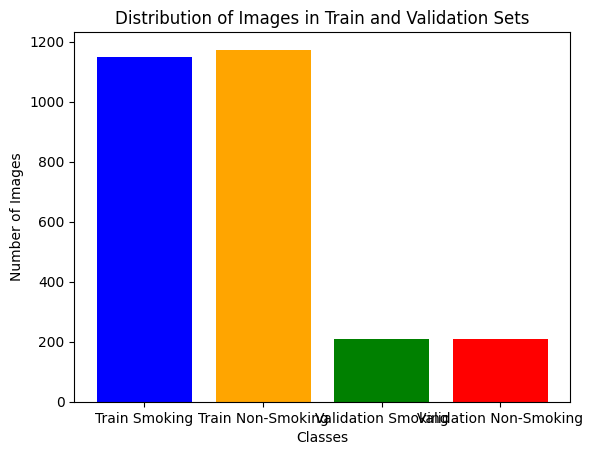 Distribution of Images in Train and Validation Sets
Number of Images
1200
1000
800
600
400
200
0
Train Smoking Train Non-Smoking Validation Smoking Validation Non-Smoking
Classes